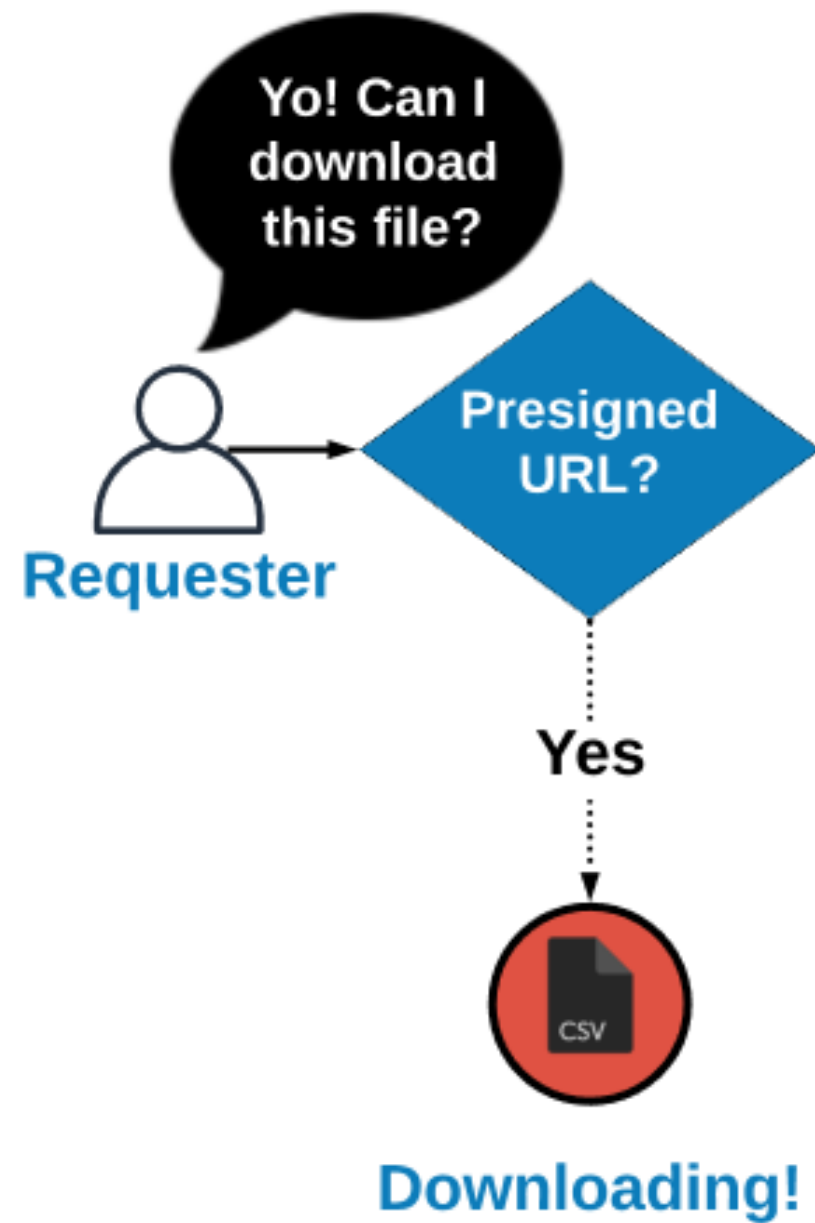 Yo! Can I
download
this file?
Presigned
URL?
Requester
Yes
CSV
Downloading!